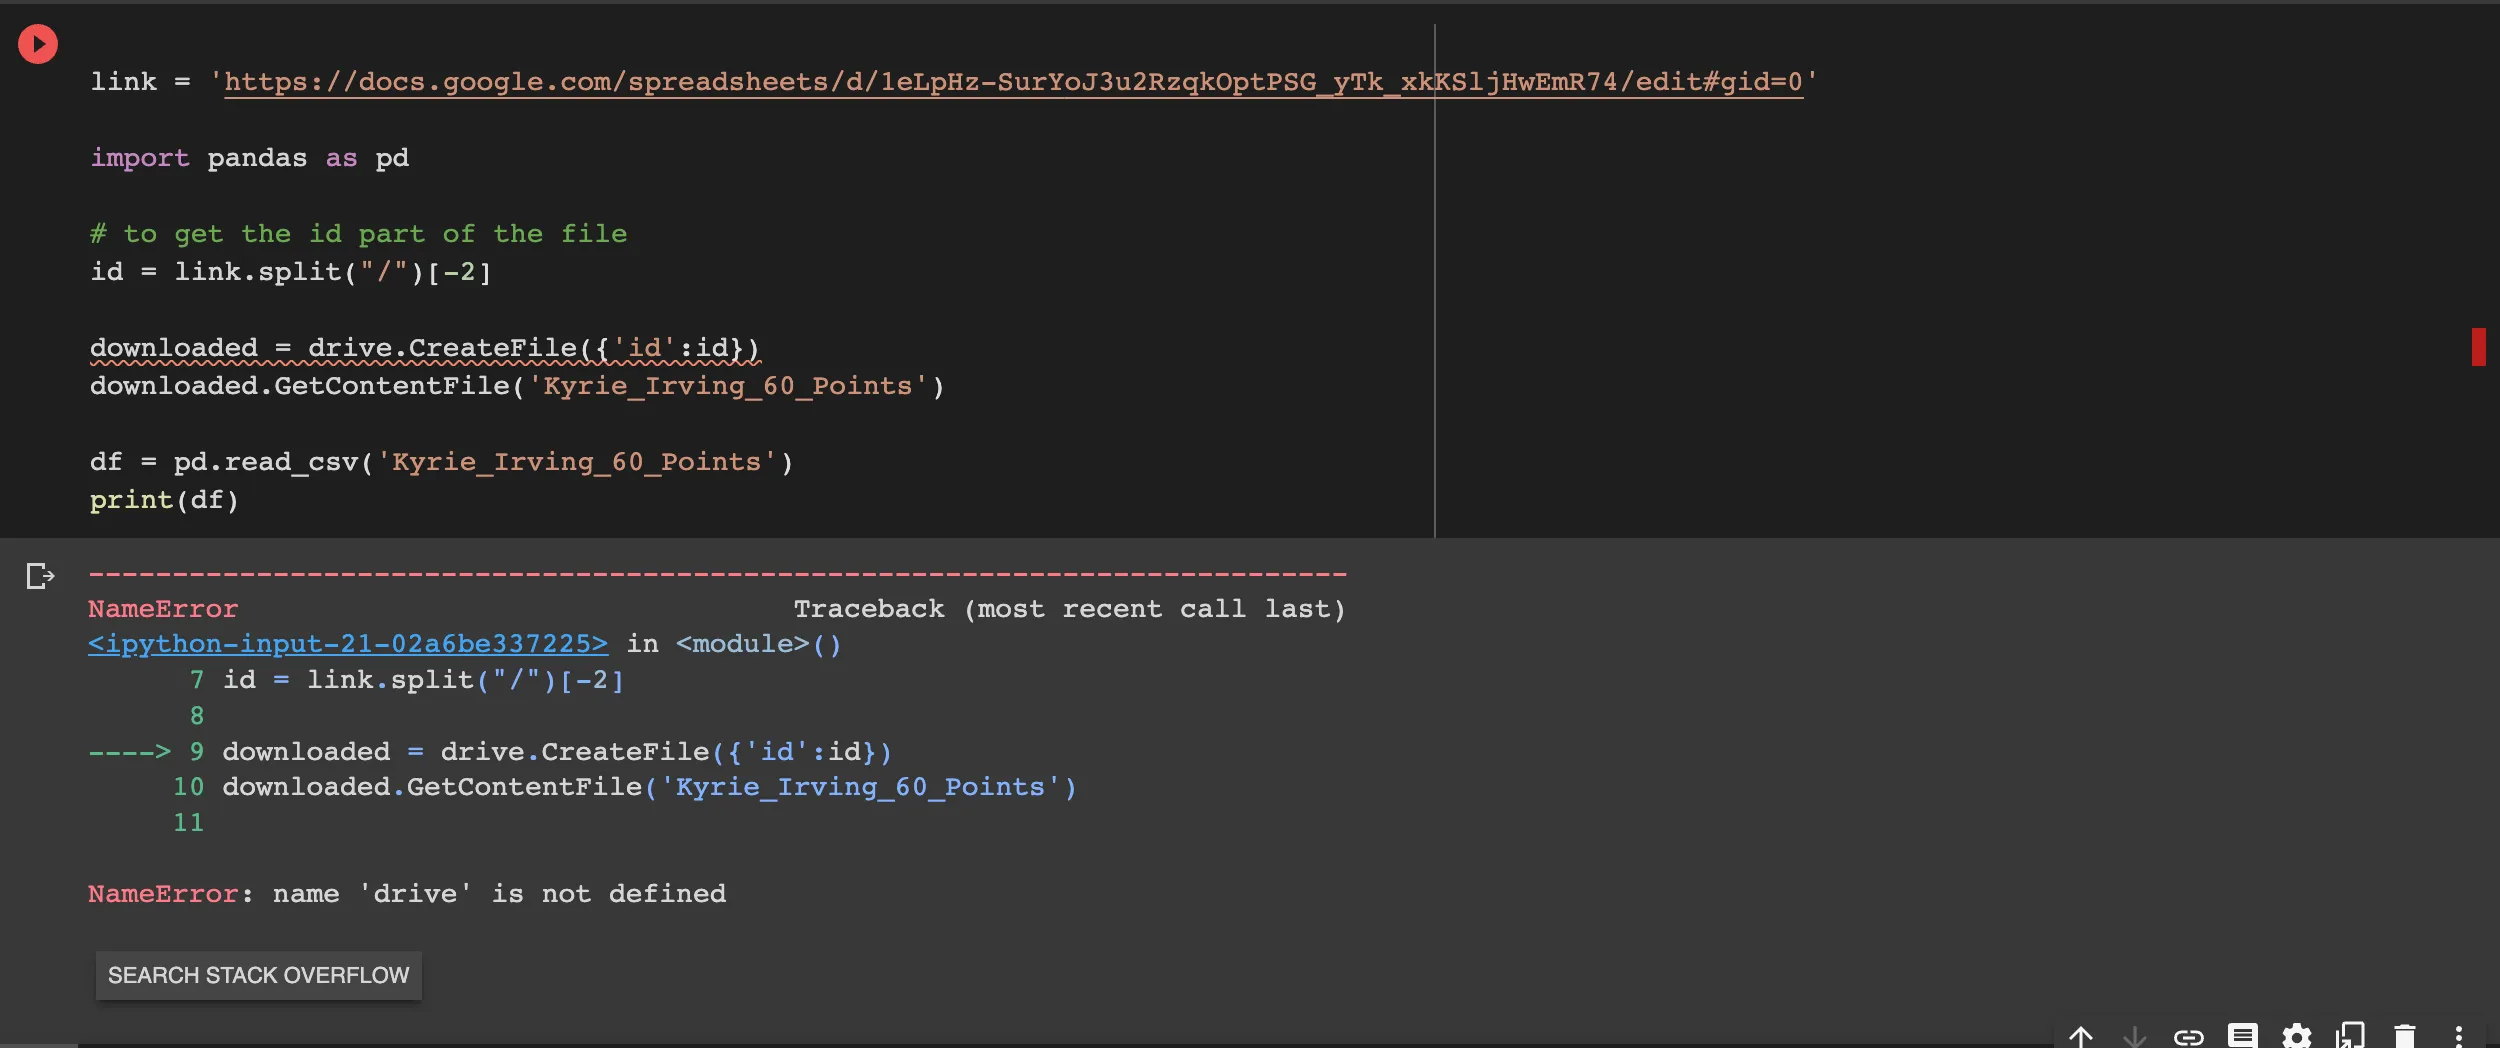 link = 'https://docs.google.com/spreadsheets/d/1eLpHz-SurYoJ3u2RzqkOptPSG_yTk_xkKSljHwEmR74/edit#gid=0'
import pandas as pd
# to get the id part of the file
id = link.split("/")[-2]
downloaded = drive.CreateFile({'id':id})
downloaded.GetContentFile('Kyrie_Irving_60_Points')
df = pd.read_csv('Kyrie_Irving_60_Points')
print(df)
---------------------------------------------------------------------------
NameError                                 Traceback (most recent call last)
<ipython-input-21-02a6be337225> in <module>()
      7 id = link.split("/")[-2]
      8
----> 9 downloaded = drive.CreateFile({'id':id})
     10 downloaded.GetContentFile('Kyrie_Irving_60_Points')
     11
NameError: name 'drive' is not defined
SEARCH STACK OVERFLOW